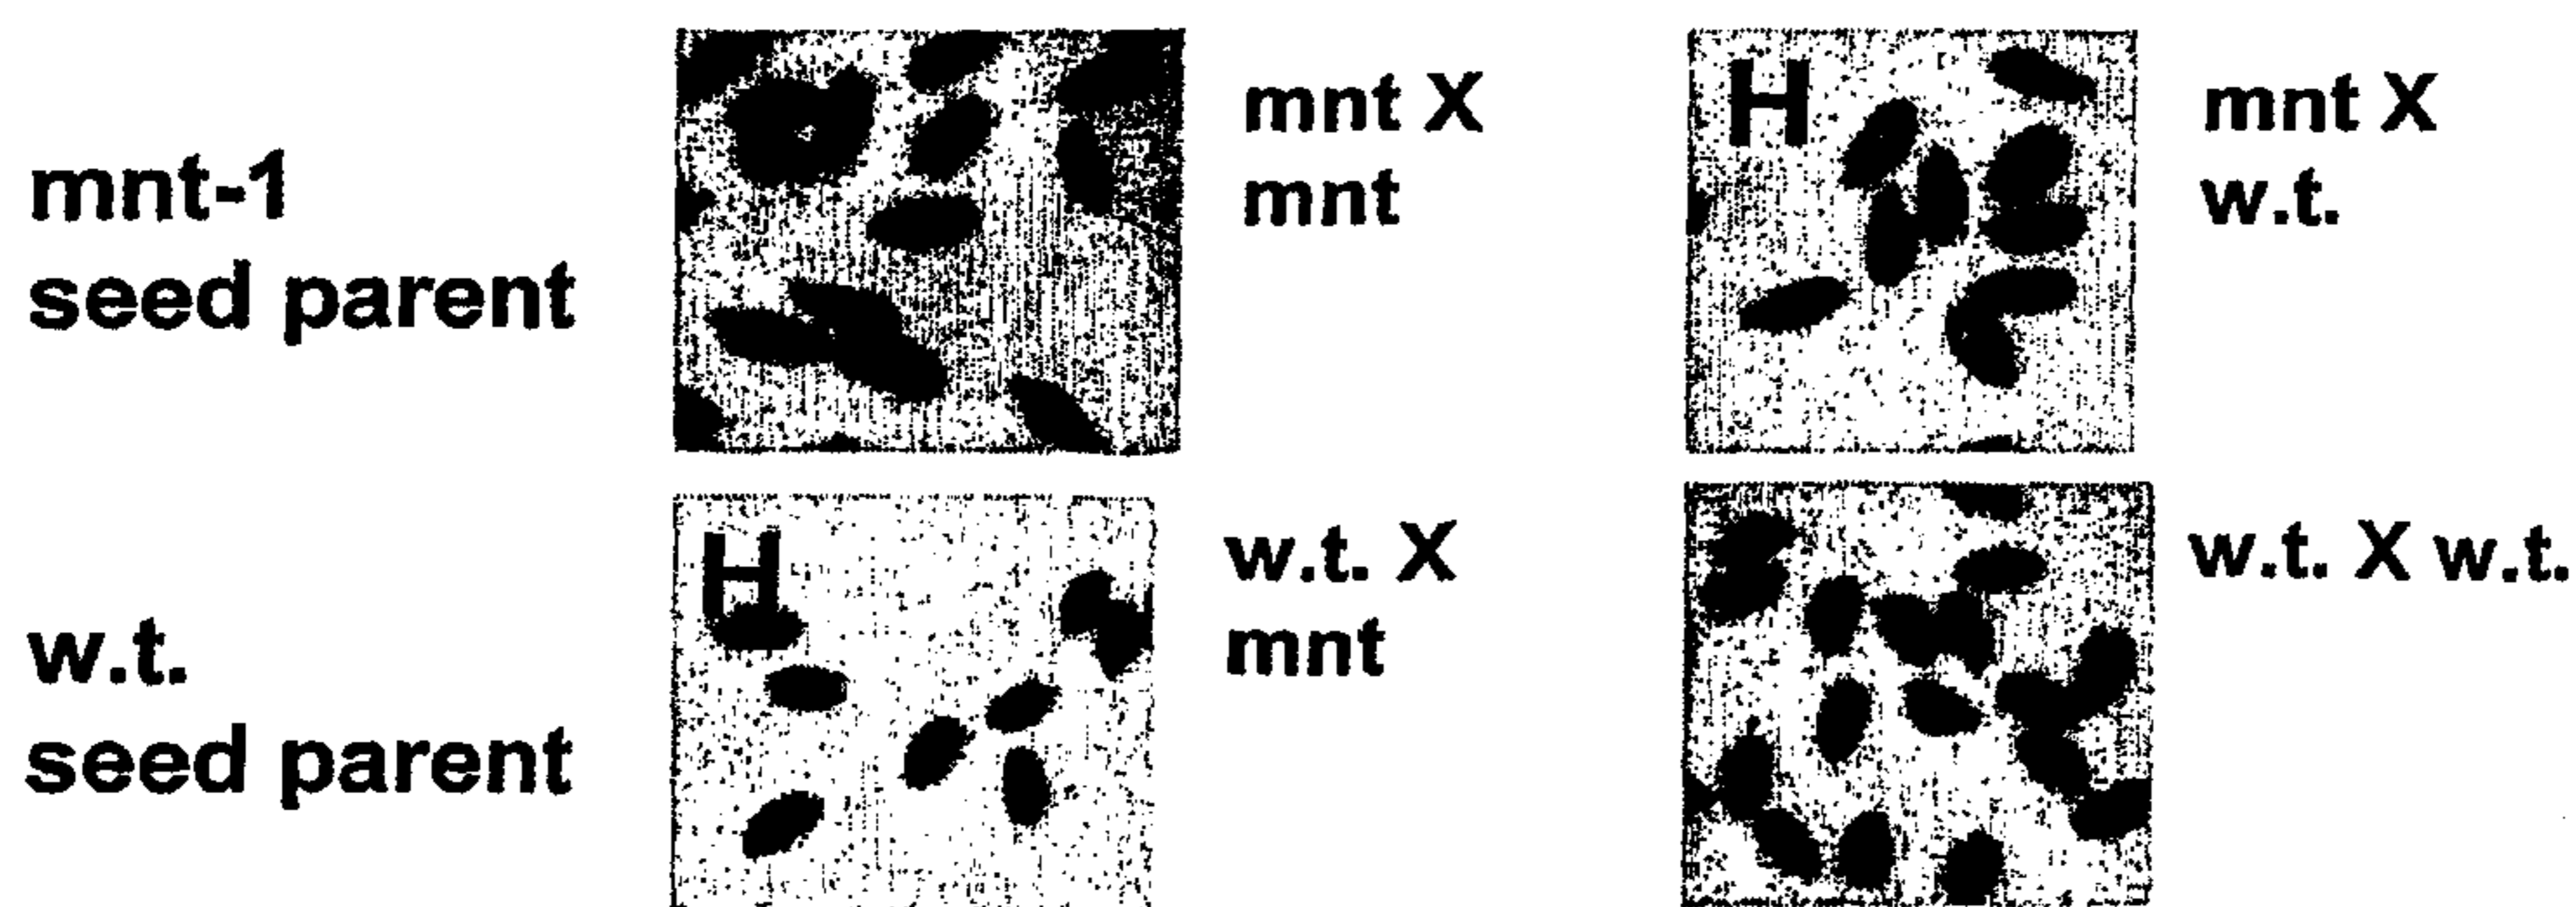 mnt-1
seed parent
mnt X
mnt
H
mnt X
w.t.
w.t.
seed parent
H
w.t. X
mnt
w.t. X w.t.